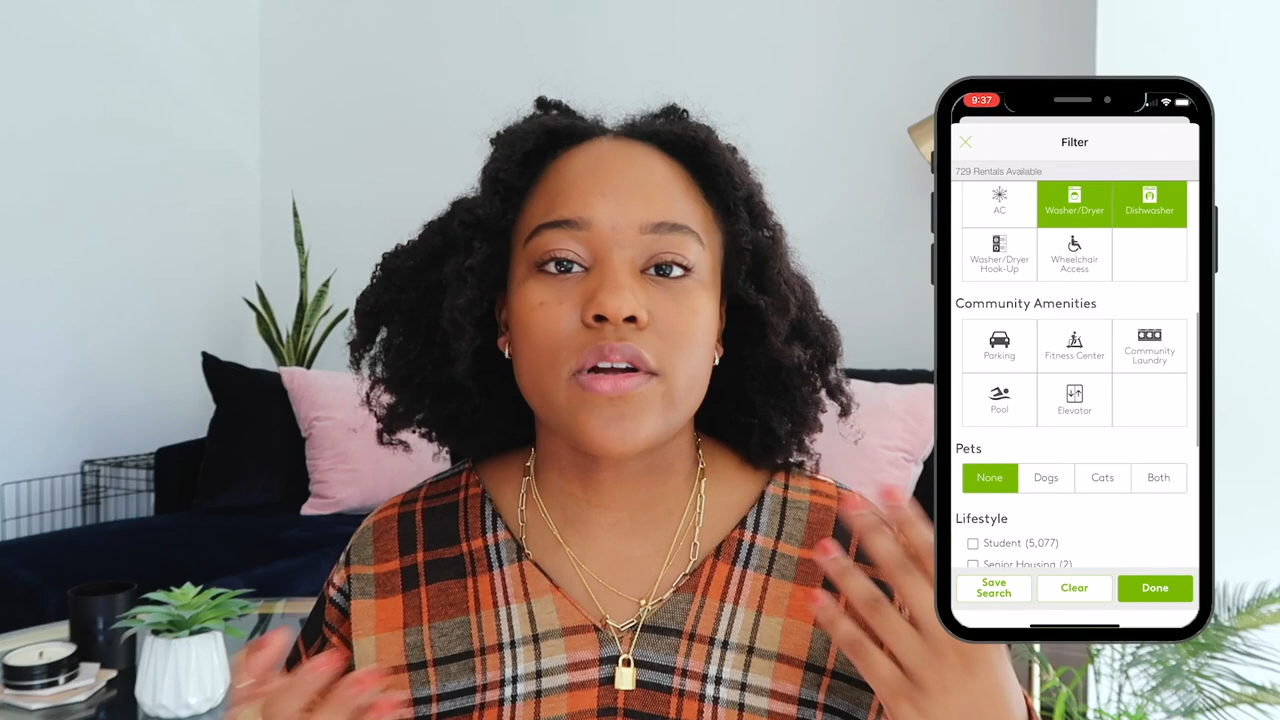 9:37
Filter
729 Rentals Available
AC
Washer/Dryer
Dishwasher
Washer/Dryer
Hook-Up
Wheelchair
Access
Community Amenities
Parking
Fitness Center
Community
Laundry
Pool
Elevator
Pets
None
Dogs
Cats
Both
Lifestyle
Student (5,077)
Senior Housing (2)
Save
Search
Clear
Done